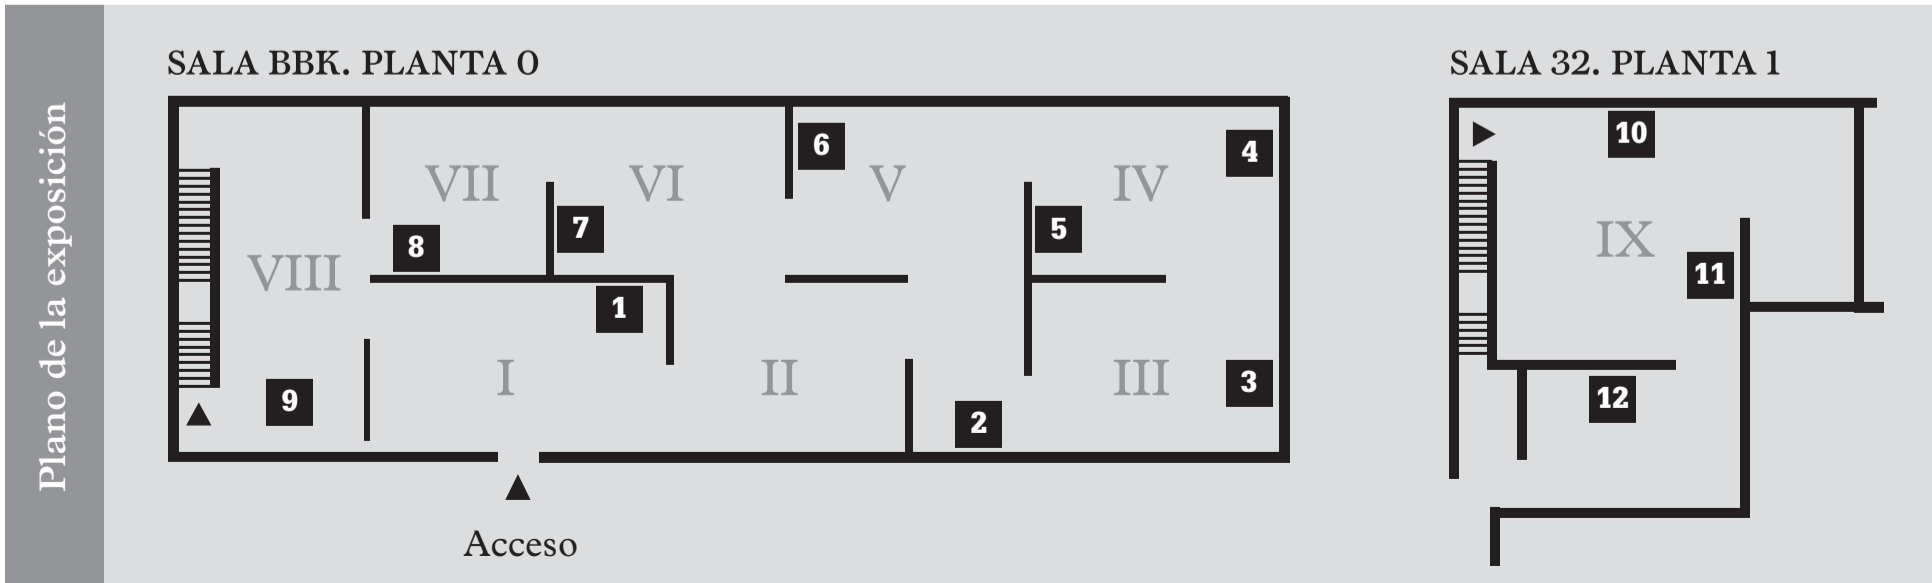 Plano de la exposición
SALA BBK. PLANTA 0
SALA 32. PLANTA 1
6
4
10
VII
VI
V
IV
7
5
8
IX
VIII
11
1
I
II
III
3
9
12
2
Acceso